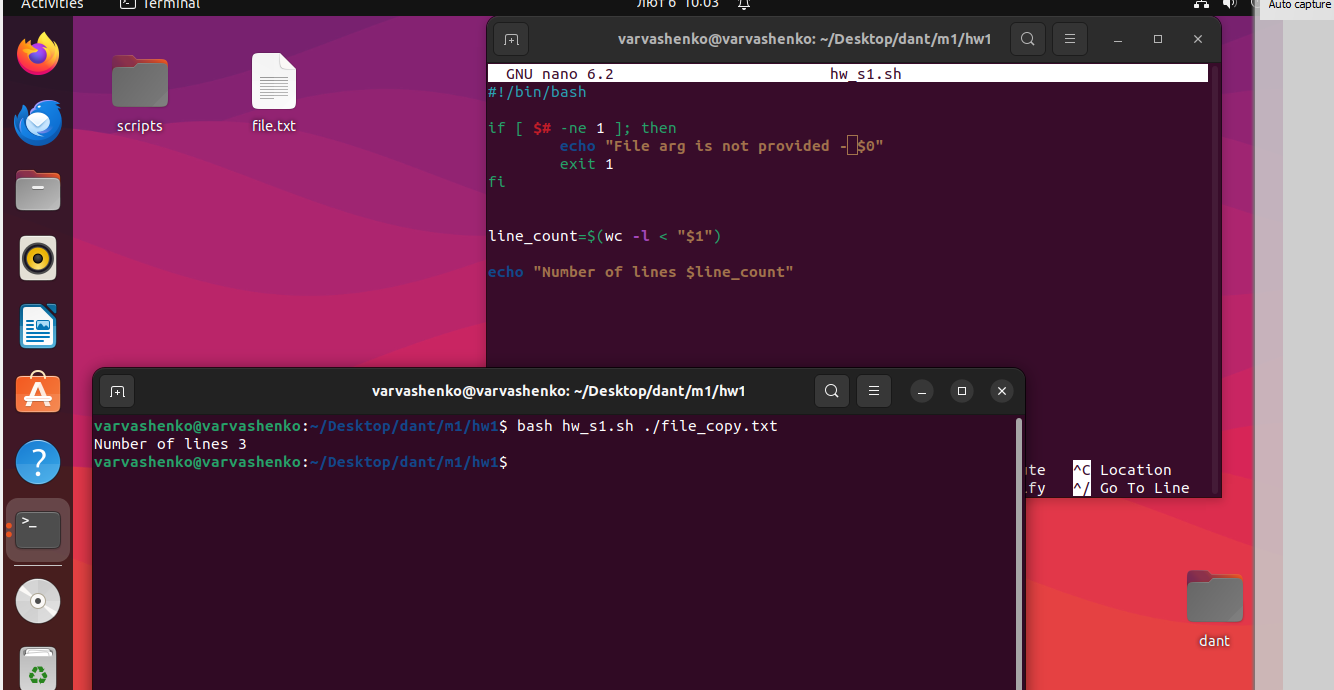 Activities
Terminal
лют 6 10:03
Auto capture
scripts
file.txt
varvashenko@varvashenko: ~/Desktop/dant/m1/hw1
GNU nano 6.2 hw_s1.sh
#!/bin/bash
if [ $# -ne 1 ]; then
echo "File arg is not provided - $0"
exit 1
fi
line_count=$(wc -l < "$1")
echo "Number of lines $line_count"
^C Location
^/ Go To Line
varvashenko@varvashenko: ~/Desktop/dant/m1/hw1
varvashenko@varvashenko:~/Desktop/dant/m1/hw1$ bash hw_s1.sh ./file_copy.txt
Number of lines 3
varvashenko@varvashenko:~/Desktop/dant/m1/hw1$
dant